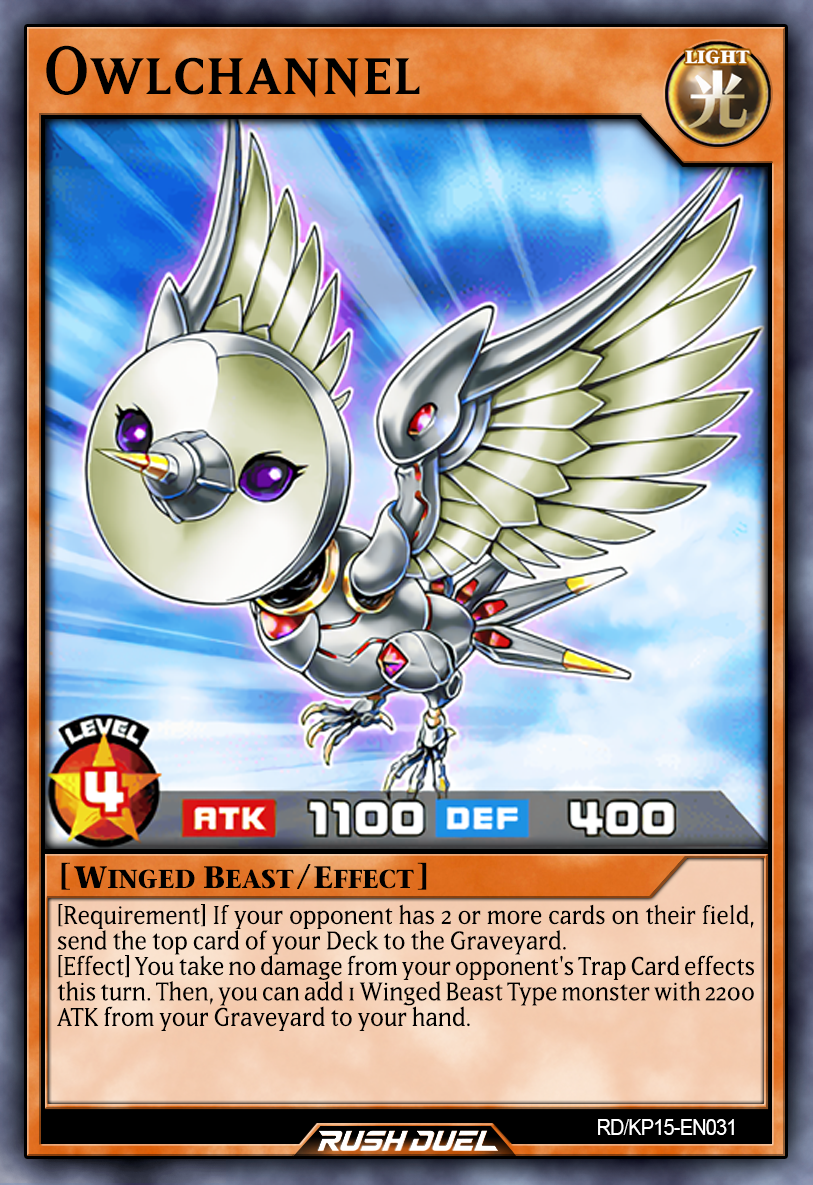 Owlchannel
LIGHT
光
LEVEL
4
ATK 1100 DEF 400
[Winged Beast/Effect]
[Requirement] If your opponent has 2 or more cards on their field,
send the top card of your Deck to the Graveyard.
[Effect] You take no damage from your opponent's Trap Card effects
this turn. Then, you can add 1 Winged Beast Type monster with 2200
ATK from your Graveyard to your hand.
RD/KP15-EN031
RUSH DUEL